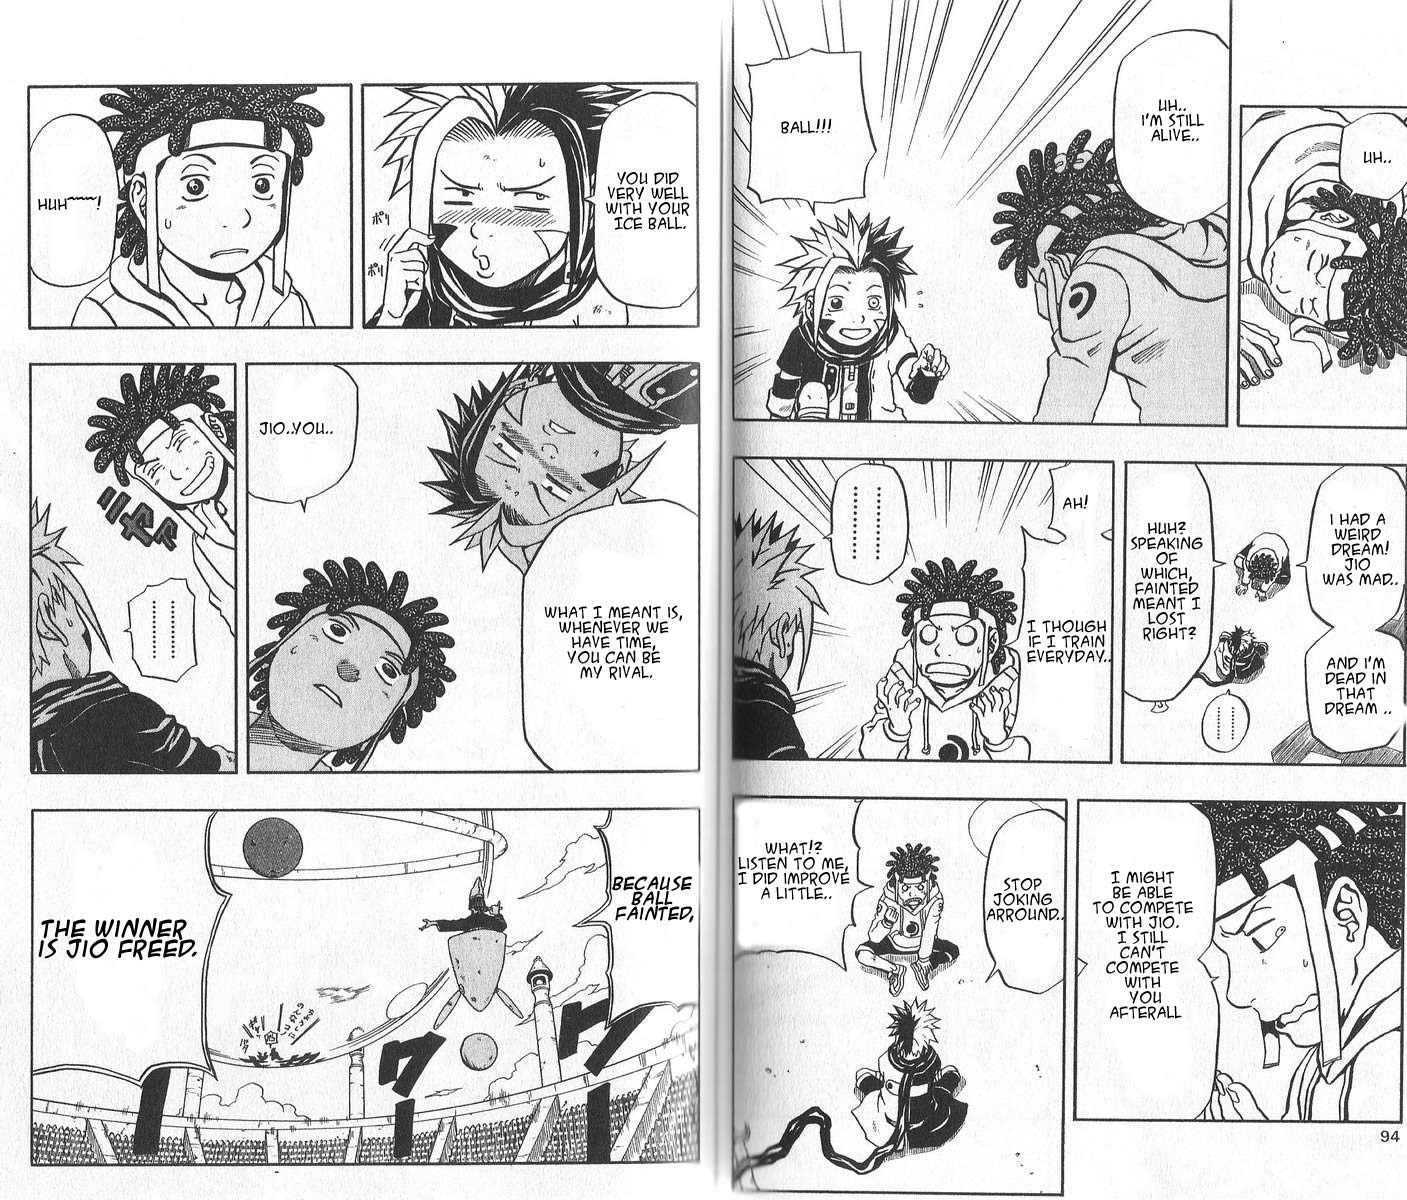 UH..
UH..
I'M STILL
ALIVE..
BALL!!!
I HAD A
WEIRD
DREAM!
JIO
WAS MAD..
AND I'M
DEAD IN
THAT
DREAM ..
HUH?
SPEAKING
OF
WHICH,
FAINTED
MEANT I
LOST
RIGHT?
AH!
I THOUGH
IF I TRAIN
EVERYDAY..
I MIGHT
BE ABLE
TO COMPETE
WITH JIO.
I STILL
CAN'T
COMPETE
WITH
YOU
AFTERALL
STOP
JOKING
ARROUND..
WHAT!?
LISTEN TO ME,
I DID IMPROVE
A LITTLE..
94
YOU DID
VERY WELL
WITH YOUR
ICE BALL.
ポリ
ポリ
HUH~~~!
JIO..YOU..
WHAT I MEANT IS,
WHENEVER WE
HAVE TIME,
YOU CAN BE
MY RIVAL.
BECAUSE
BALL
FAINTED,
THE WINNER
IS JIO FREED.